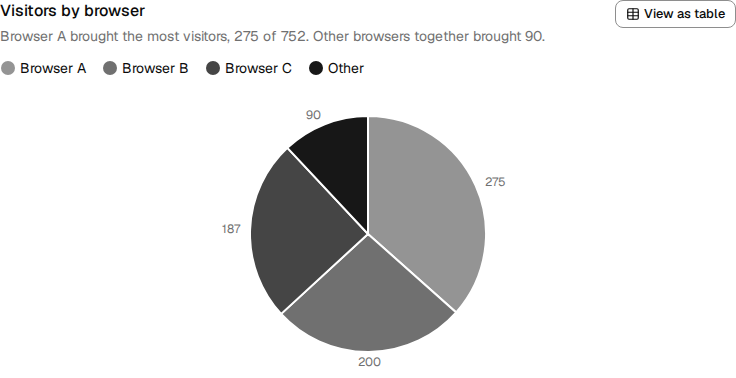 Visitors by browser
View as table
Browser A brought the most visitors, 275 of 752. Other browsers together brought 90.
Browser A Browser B Browser C Other
90
275
187
200